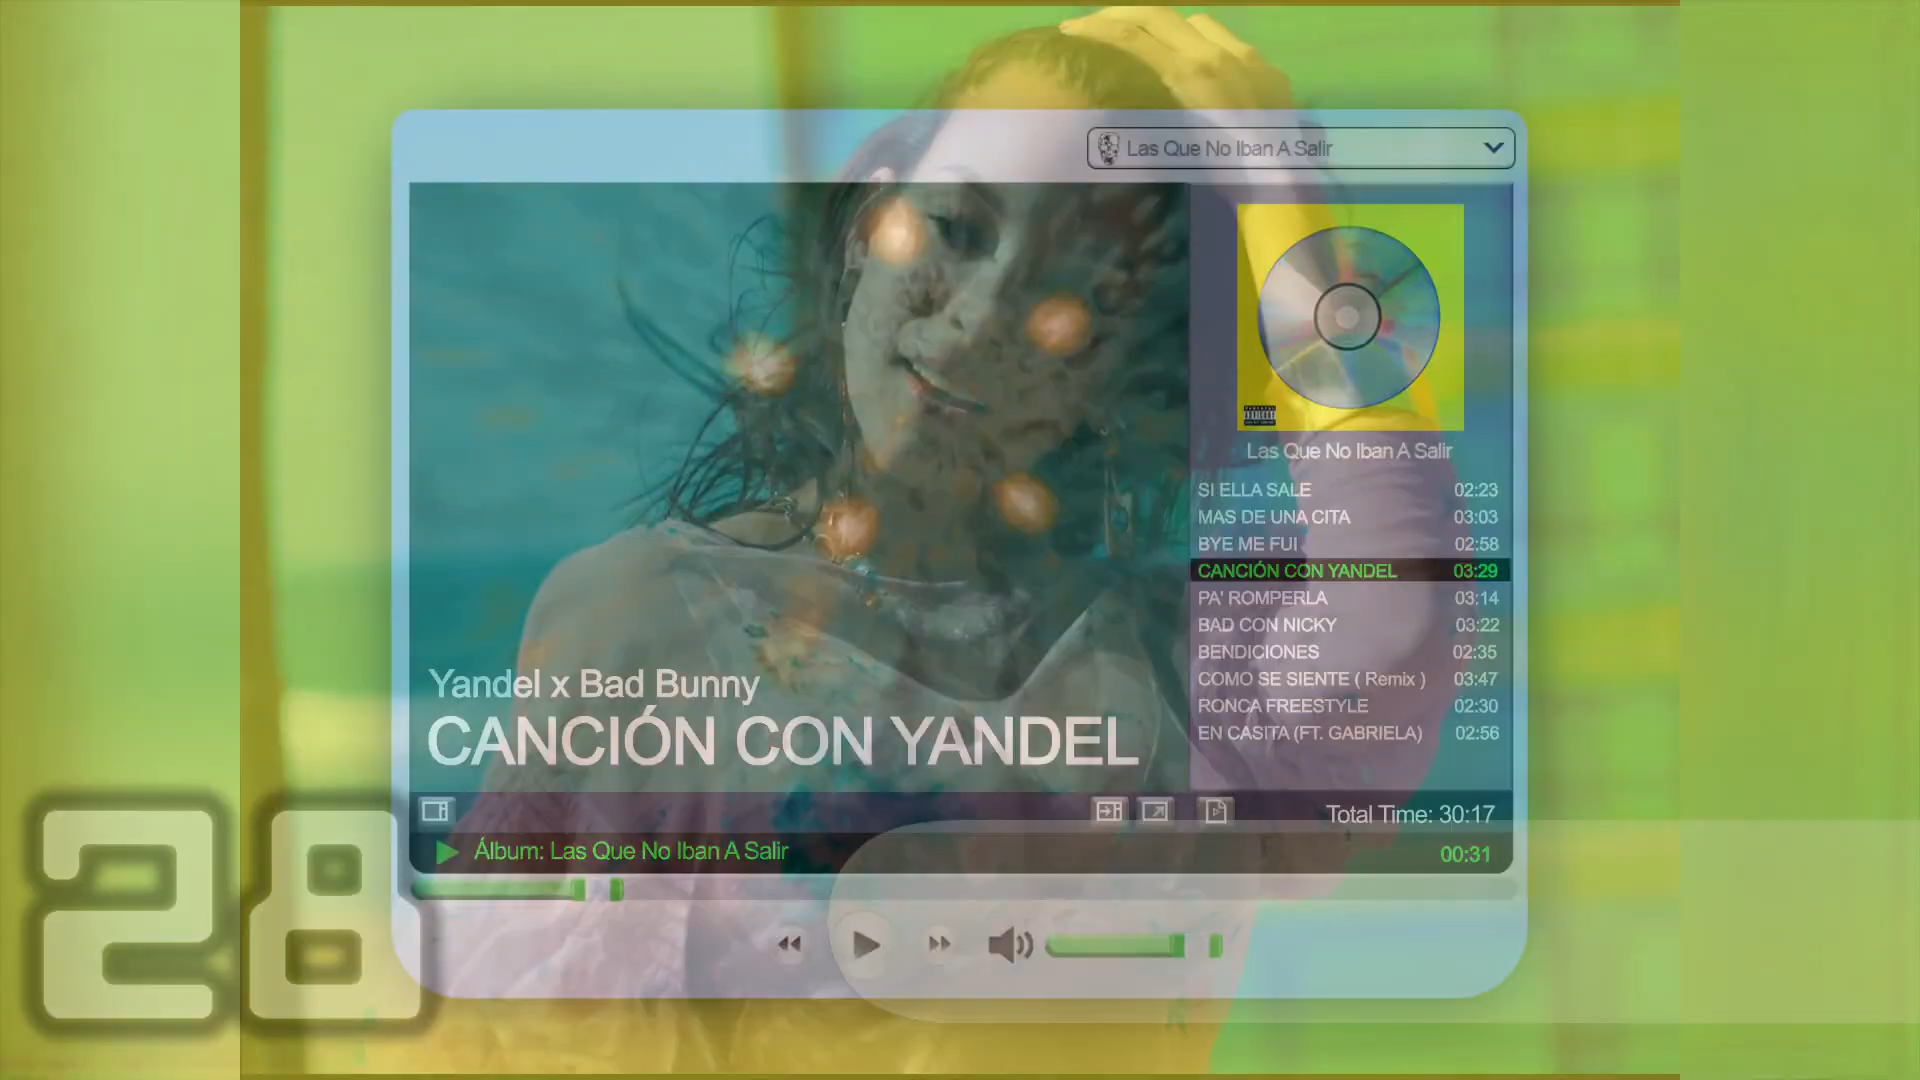 Las Que No Iban A Salir
Las Que No Iban A Salir
SI ELLA SALE 02:23
MAS DE UNA CITA 03:03
BYE ME FUI 02:58
CANCIÓN CON YANDEL 03:29
PA' ROMPERLA 03:14
BAD CON NICKY 03:22
BENDICIONES 02:35
COMO SE SIENTE ( Remix ) 03:47
RONCA FREESTYLE 02:30
EN CASITA (FT. GABRIELA) 02:56
Yandel x Bad Bunny
CANCIÓN CON YANDEL
Total Time: 30:17
Álbum: Las Que No Iban A Salir
00:31
28